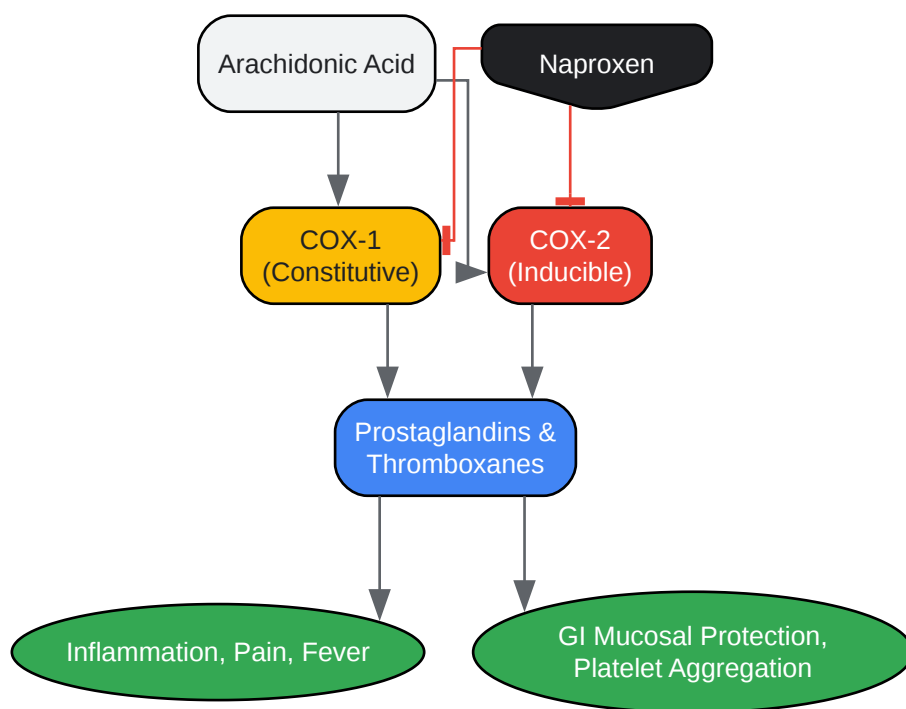 Arachidonic Acid
Naproxen
COX-1
(Constitutive)
COX-2
(Inducible)
Prostaglandins &
Thromboxanes
Inflammation, Pain, Fever
GI Mucosal Protection,
Platelet Aggregation